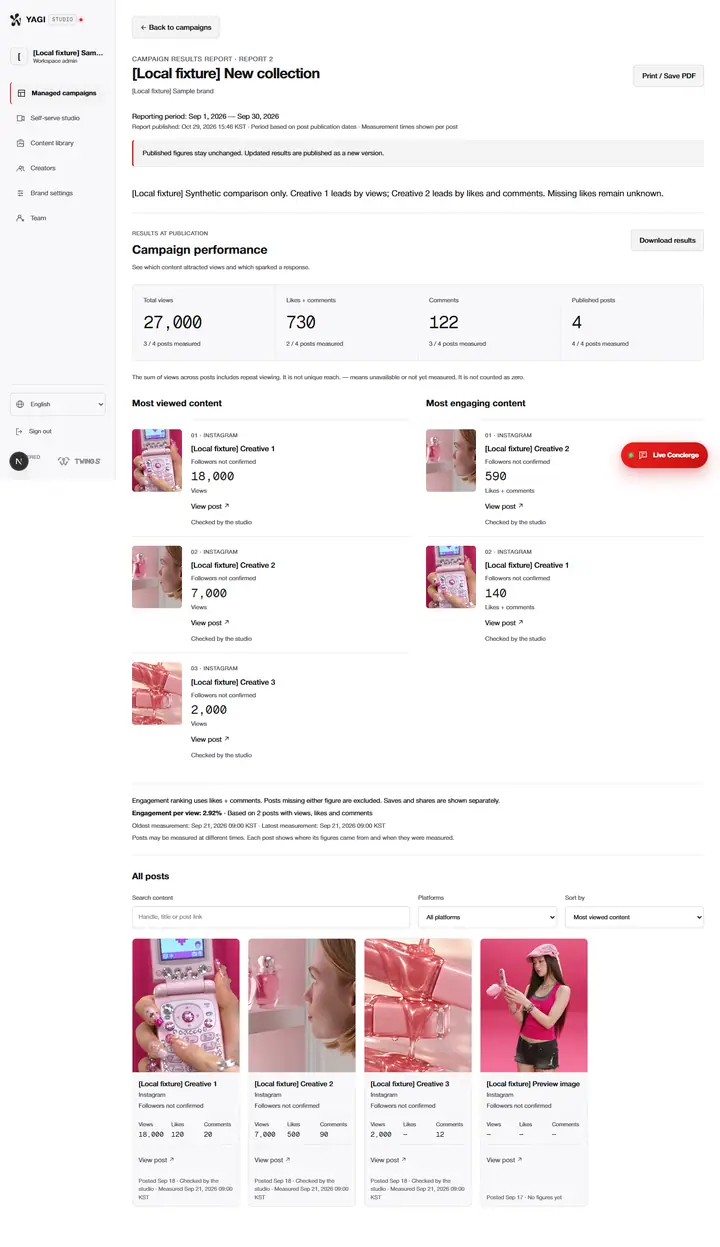 YAGI STUDIO
[ [Local fixture] Sam...
Workspace admin
Managed campaigns
Self-serve studio
Content library
Creators
Brand settings
Team
English
Sign out
N
TWINGS
← Back to campaigns
CAMPAIGN RESULTS REPORT · REPORT 2
[Local fixture] New collection
[Local fixture] Sample brand
Print / Save PDF
Reporting period: Sep 1, 2026 — Sep 30, 2026
Report published: Oct 29, 2026 15:46 KST · Period based on post publication dates · Measurement times shown per post
Published figures stay unchanged. Updated results are published as a new version.
[Local fixture] Synthetic comparison only. Creative 1 leads by views; Creative 2 leads by likes and comments. Missing likes remain unknown.
RESULTS AT PUBLICATION
Campaign performance
See which content attracted views and which sparked a response.
Download results
Total views
27,000
3 / 4 posts measured
Likes + comments
730
2 / 4 posts measured
Comments
122
3 / 4 posts measured
Published posts
4
4 / 4 posts measured
The sum of views across posts includes repeat viewing. It is not unique reach. — means unavailable or not yet measured. It is not counted as zero.
Most viewed content
01 · INSTAGRAM
[Local fixture] Creative 1
Followers not confirmed
18,000
Views
View post ↗
Checked by the studio
02 · INSTAGRAM
[Local fixture] Creative 2
Followers not confirmed
7,000
Views
View post ↗
Checked by the studio
03 · INSTAGRAM
[Local fixture] Creative 3
Followers not confirmed
2,000
Views
View post ↗
Checked by the studio
Most engaging content
01 · INSTAGRAM
[Local fixture] Creative 2
Followers not confirmed
590
Likes + comments
View post ↗
Checked by the studio
02 · INSTAGRAM
[Local fixture] Creative 1
Followers not confirmed
140
Likes + comments
View post ↗
Checked by the studio
Live Concierge
Engagement ranking uses likes + comments. Posts missing either figure are excluded. Saves and shares are shown separately.
Engagement per view: 2.92% · Based on 2 posts with views, likes and comments
Oldest measurement: Sep 21, 2026 09:00 KST · Latest measurement: Sep 21, 2026 09:00 KST
Posts may be measured at different times. Each post shows where its figures came from and when they were measured.
All posts
Search content
Handle, title or post link
Platforms
All platforms
Sort by
Most viewed content
[Local fixture] Creative 1
Instagram
Followers not confirmed
Views Likes Comments
18,000 120 20
View post ↗
Posted Sep 18 · Checked by the
studio · Measured Sep 21, 2026 09:00
KST
[Local fixture] Creative 2
Instagram
Followers not confirmed
Views Likes Comments
7,000 500 90
View post ↗
Posted Sep 18 · Checked by the
studio · Measured Sep 21, 2026 09:00
KST
[Local fixture] Creative 3
Instagram
Followers not confirmed
Views Likes Comments
2,000 — 12
View post ↗
Posted Sep 18 · Checked by the
studio · Measured Sep 21, 2026 09:00
KST
[Local fixture] Preview image
Instagram
Followers not confirmed
Views Likes Comments
— — —
View post ↗
Posted Sep 17 · No figures yet